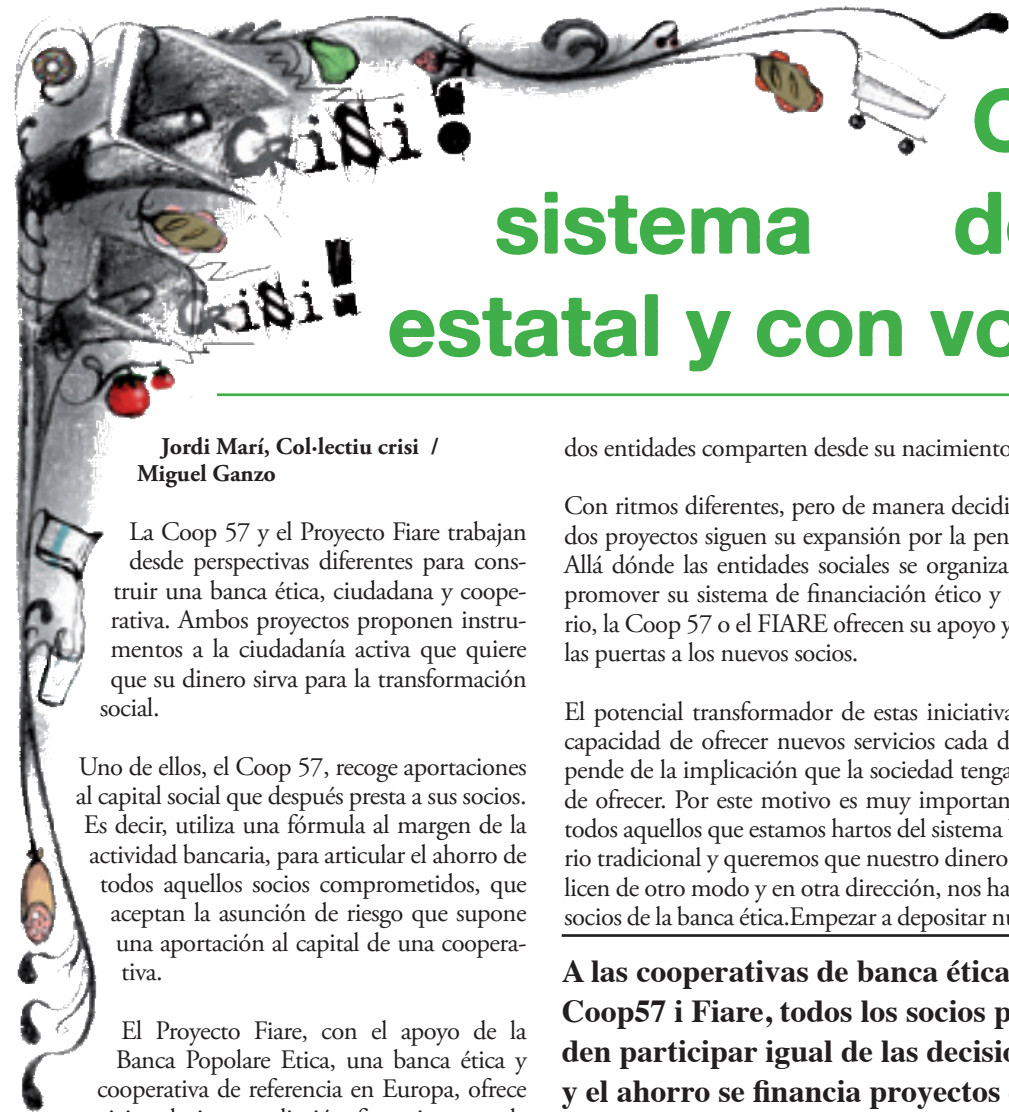 CriSi!
CriSi!
sistema
estatal y con
Jordi Marí, Col·lectiu crisi /
Miguel Ganzo
La Coop 57 y el Proyecto Fiare trabajan
desde perspectivas diferentes para cons-
truir una banca ética, ciudadana y coope-
rativa. Ambos proyectos proponen instru-
mentos a la ciudadanía activa que quiere
que su dinero sirva para la transformación
social.
Uno de ellos, el Coop 57, recoge aportaciones
al capital social que después presta a sus socios.
Es decir, utiliza una fórmula al margen de la
actividad bancaria, para articular el ahorro de
todos aquellos socios comprometidos, que
aceptan la asunción de riesgo que supone
una aportación al capital de una coopera-
tiva.
El Proyecto Fiare, con el apoyo de la
Banca Popolare Etica, una banca ética y
cooperativa de referencia en Europa, ofrece
dos entidades comparten desde su nacimiento
Con ritmos diferentes, pero de manera decidi
dos proyectos siguen su expansión por la pen
Allá dónde las entidades sociales se organiza
promover su sistema de financiación ético y
rio, la Coop 57 o el FIARE ofrecen su apoyo y
las puertas a los nuevos socios.
El potencial transformador de estas iniciativa
capacidad de ofrecer nuevos servicios cada d
pende de la implicación que la sociedad tenga
de ofrecer. Por este motivo es muy importan
todos aquellos que estamos hartos del sistema
rio tradicional y queremos que nuestro dinero
licen de otro modo y en otra dirección, nos ha
socios de la banca ética.Empezar a depositar nu
A las cooperativas de banca ética
Coop57 i Fiare, todos los socios p
den participar igual de las decisio
y el ahorro se financia proyectos